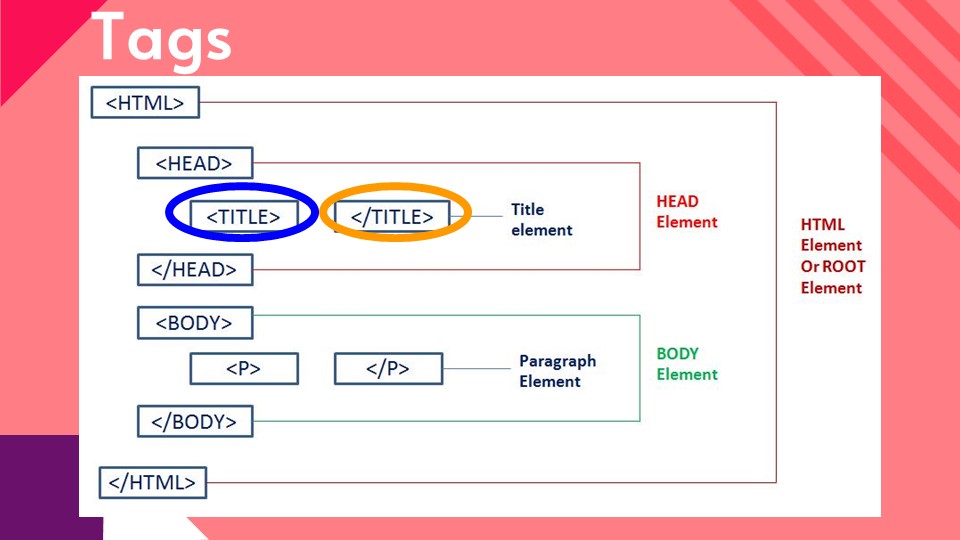 Tags
<HTML>
<HEAD>
<TITLE> </TITLE>
Title
element
HEAD
Element
</HEAD>
HTML
Element
Or ROOT
Element
<BODY>
<P> </P>
Paragraph
Element
BODY
Element
</BODY>
</HTML>